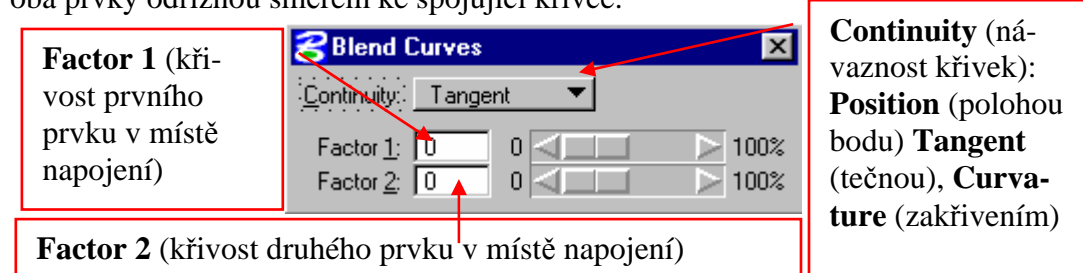 oba prvky odříznou směrem ke spojující křivce.
Factor 1 (kři-
vost prvního
prvku v místě
napojení)
Blend Curves
Continuity: Tangent
Factor 1: 0 0 100%
Factor 2: 0 0 100%
Continuity (ná-
vaznost křivek):
Position (polohou
bodu) Tangent
(tečnou), Curva-
ture (zakřivením)
Factor 2 (křivost druhého prvku v místě napojení)